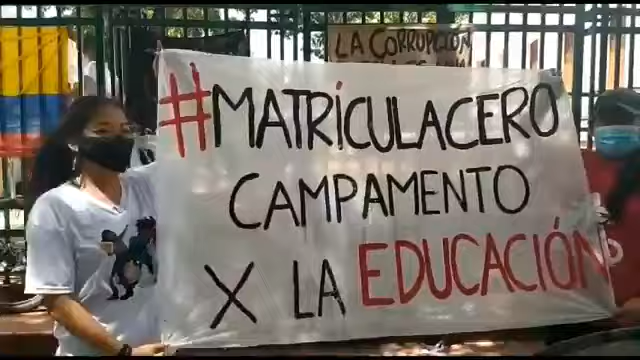 LA CORRUPCIÓN
#MATRÍCULACERO
CAMPAMENTO
X LA EDUCACIÓN